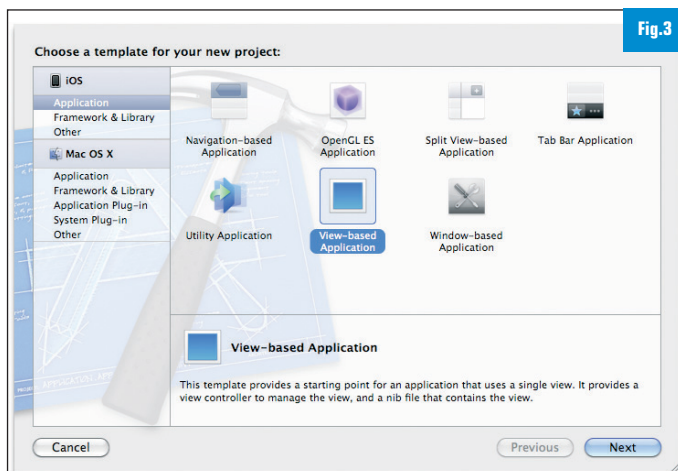 Fig.3
Choose a template for your new project:
iOS
Application
Framework & Library
Other
Mac OS X
Application
Framework & Library
Application Plug-in
System Plug-in
Other
Navigation-based
Application
OpenGL ES
Application
Split View-based
Application
Tab Bar Application
Utility Application
View-based
Application
Window-based
Application
View-based Application
This template provides a starting point for an application that uses a single view. It provides a
view controller to manage the view, and a nib file that contains the view.
Cancel
Previous
Next